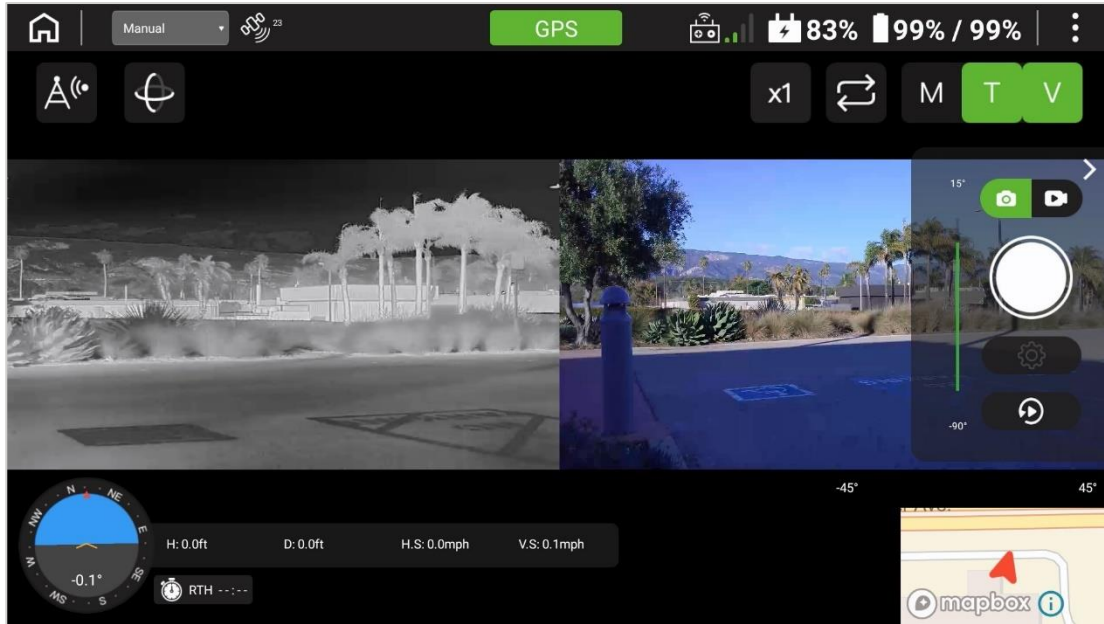 Manual
23
GPS
83%
99% / 99%
x1
M
T
V
15°
-90°
-45°
45°
N
NE
E
SE
S
W
NW
-0.1°
H: 0.0ft
D: 0.0ft
H.S: 0.0mph
V.S: 0.1mph
RTH --:--
mapbox